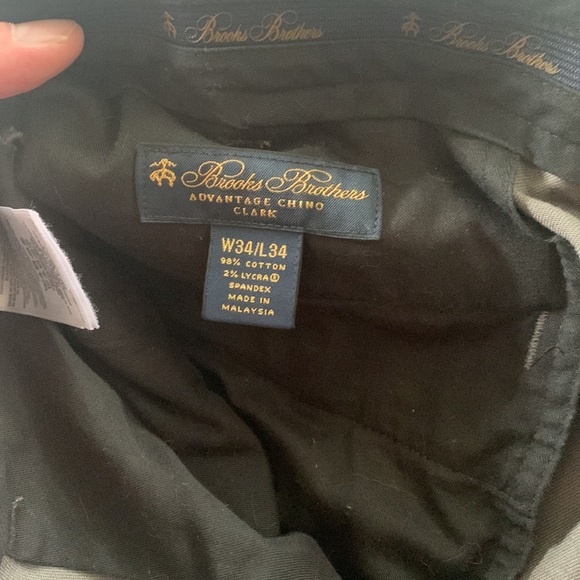 Brooks Brothers
Brooks Brothers
Brooks Brothers
ADVANTAGE CHINO
CLARK
W34/L34
98% COTTON
2% LYCRA®
SPANDEX
MADE IN
MALAYSIA